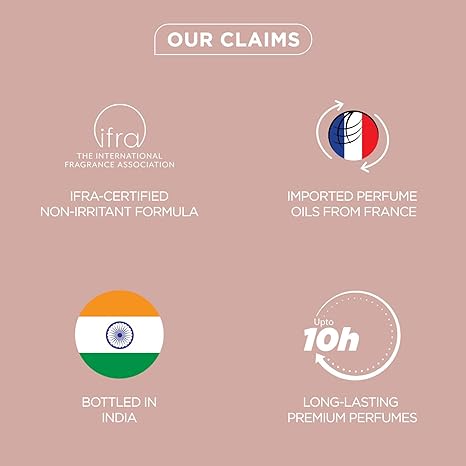 OUR CLAIMS
ifra
THE INTERNATIONAL
FRAGRANCE ASSOCIATION
IFRA-CERTIFIED
NON-IRRITANT FORMULA
IMPORTED PERFUME
OILS FROM FRANCE
BOTTLED IN
INDIA
Upto
10h
LONG-LASTING
PREMIUM PERFUMES